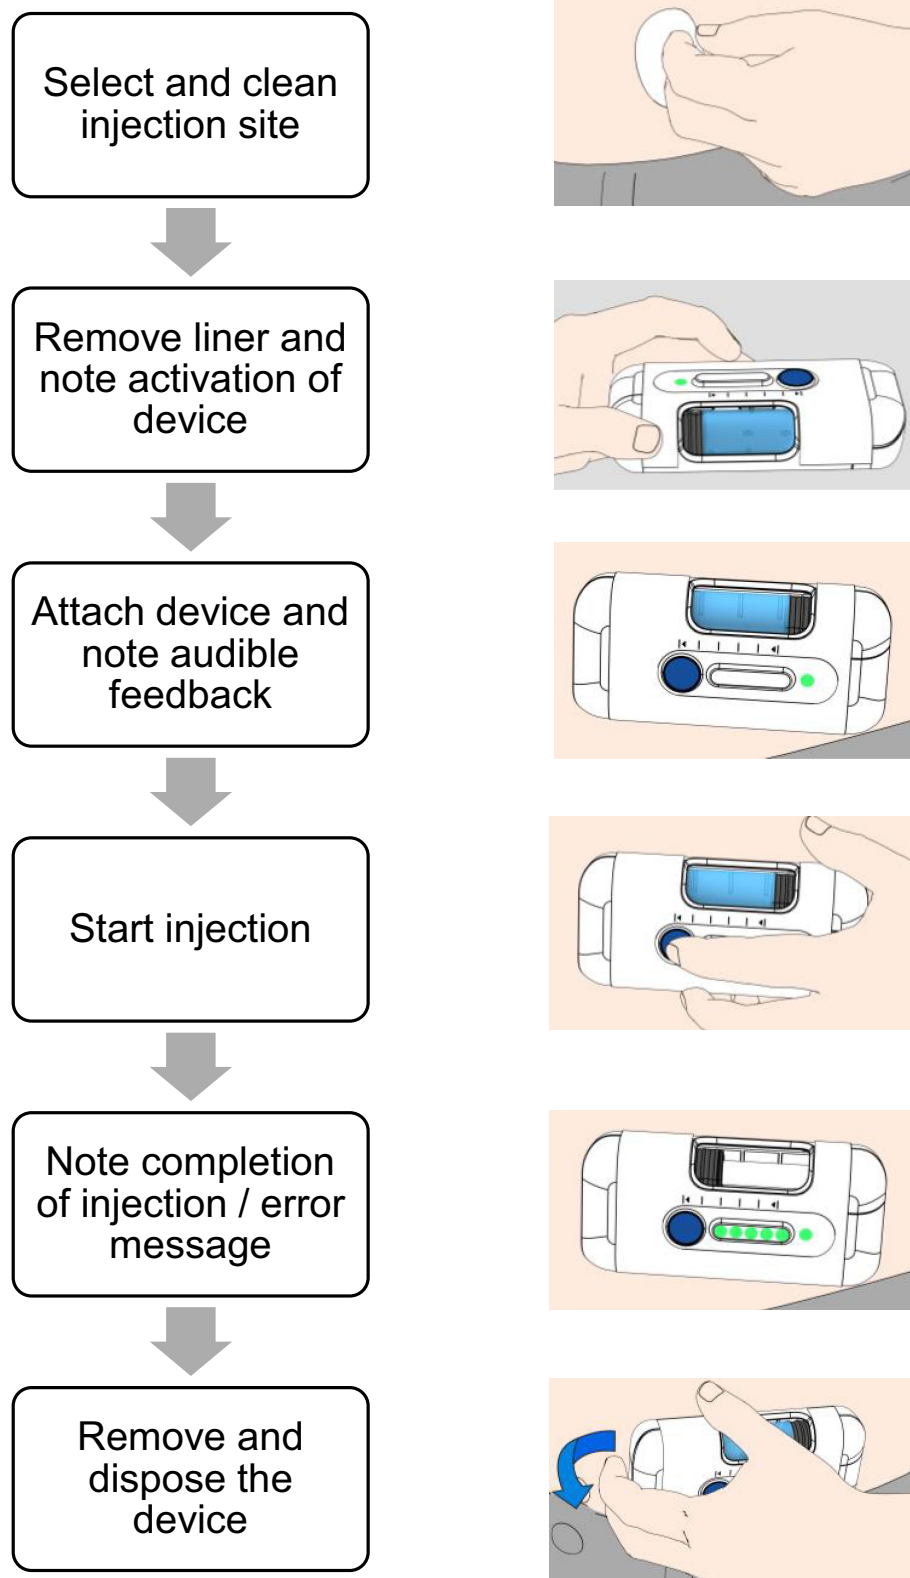 Select and clean
injection site
Remove liner and
note activation of
device
Attach device and
note audible
feedback
Start injection
Note completion
of injection / error
message
Remove and
dispose the
device